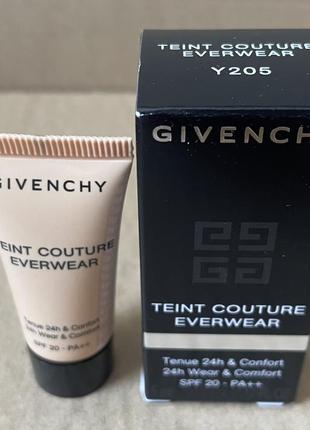 GIVENCHY
TEINT COUTURE
EVERWEAR
Tenue 24h & Confort
24h Wear & Comfort
SPF 20 - PA++
TEINT COUTURE
EVERWEAR
Y205
GIVENCHY
TEINT COUTURE
EVERWEAR
Tenue 24h & Confort
24h Wear & Comfort
SPF 20 - PA++